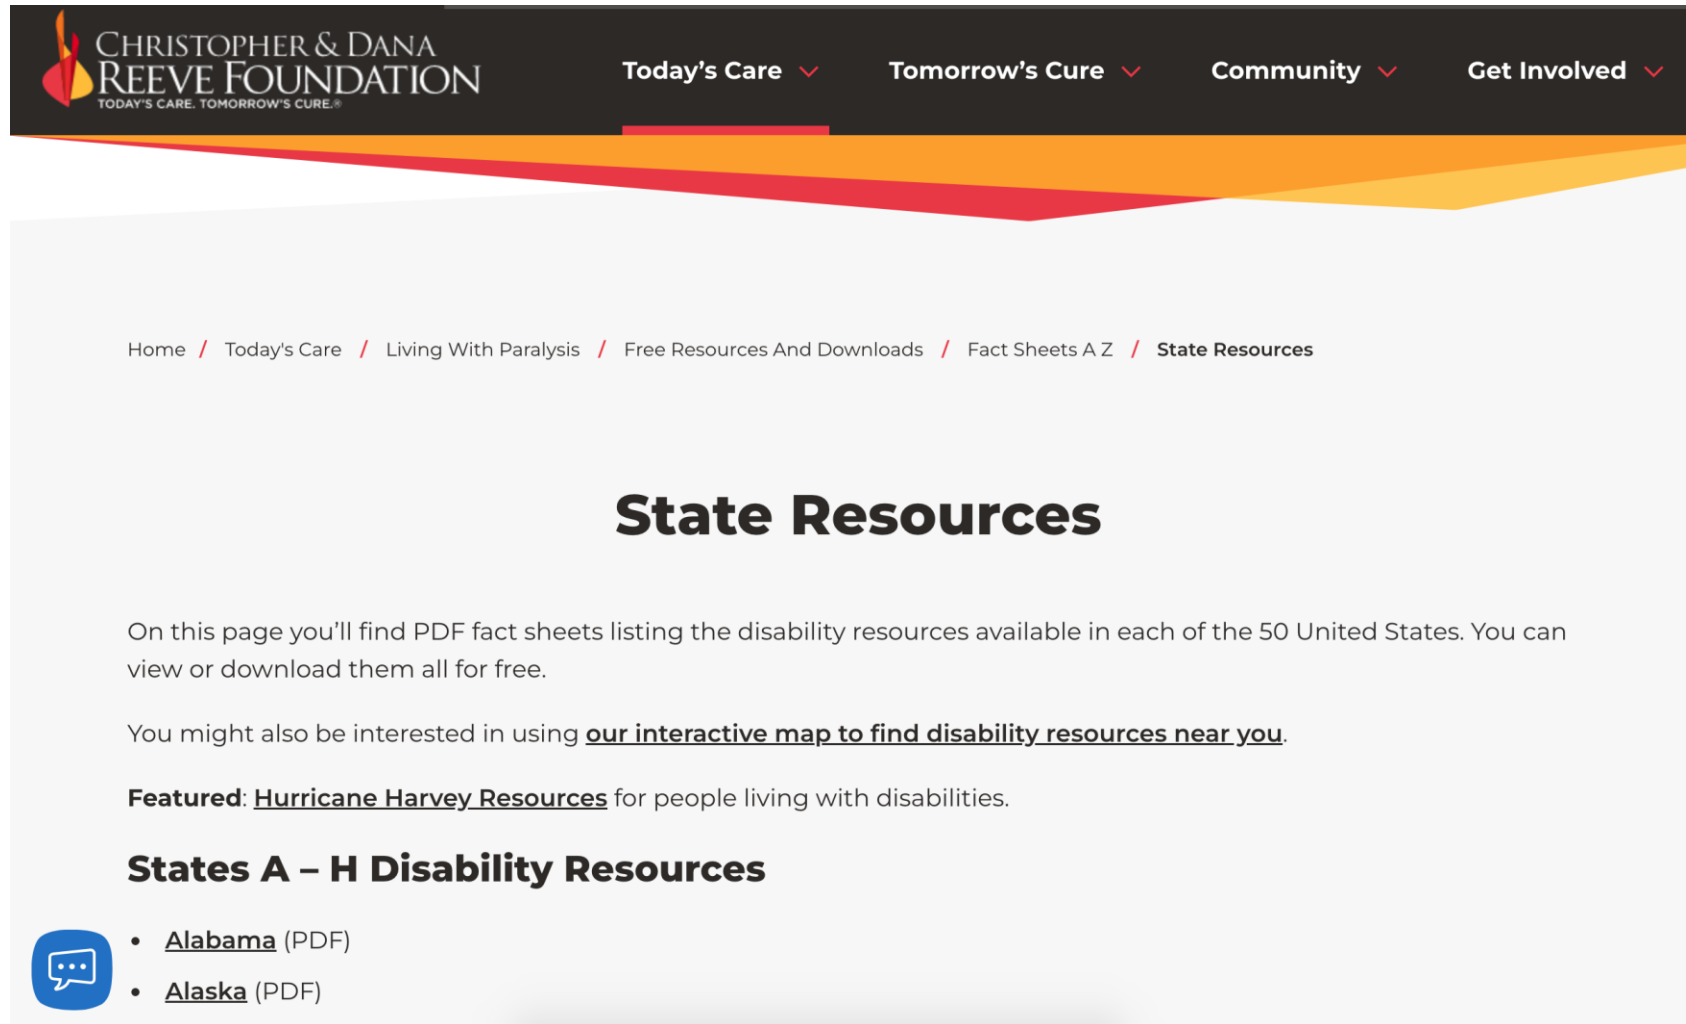 CHRISTOPHER & DANA
REEVE FOUNDATION
TODAY'S CARE. TOMORROW'S CURE.®
Today’s Care
Tomorrow’s Cure
Community
Get Involved
Home / Today's Care / Living With Paralysis / Free Resources And Downloads / Fact Sheets A Z / State Resources
State Resources
On this page you’ll find PDF fact sheets listing the disability resources available in each of the 50 United States. You can
view or download them all for free.
You might also be interested in using our interactive map to find disability resources near you.
Featured: Hurricane Harvey Resources for people living with disabilities.
States A – H Disability Resources
• Alabama (PDF)
• Alaska (PDF)